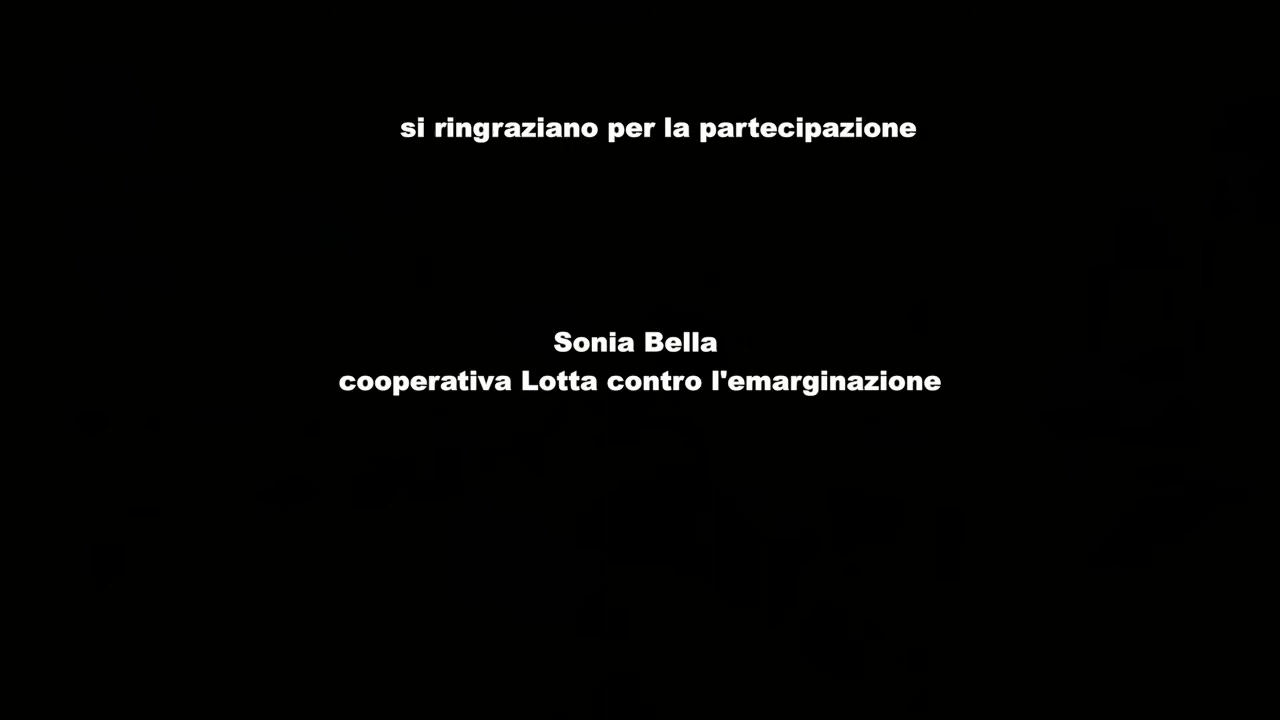 si ringraziano per la partecipazione
Sonia Bella
cooperativa Lotta contro l'emarginazione